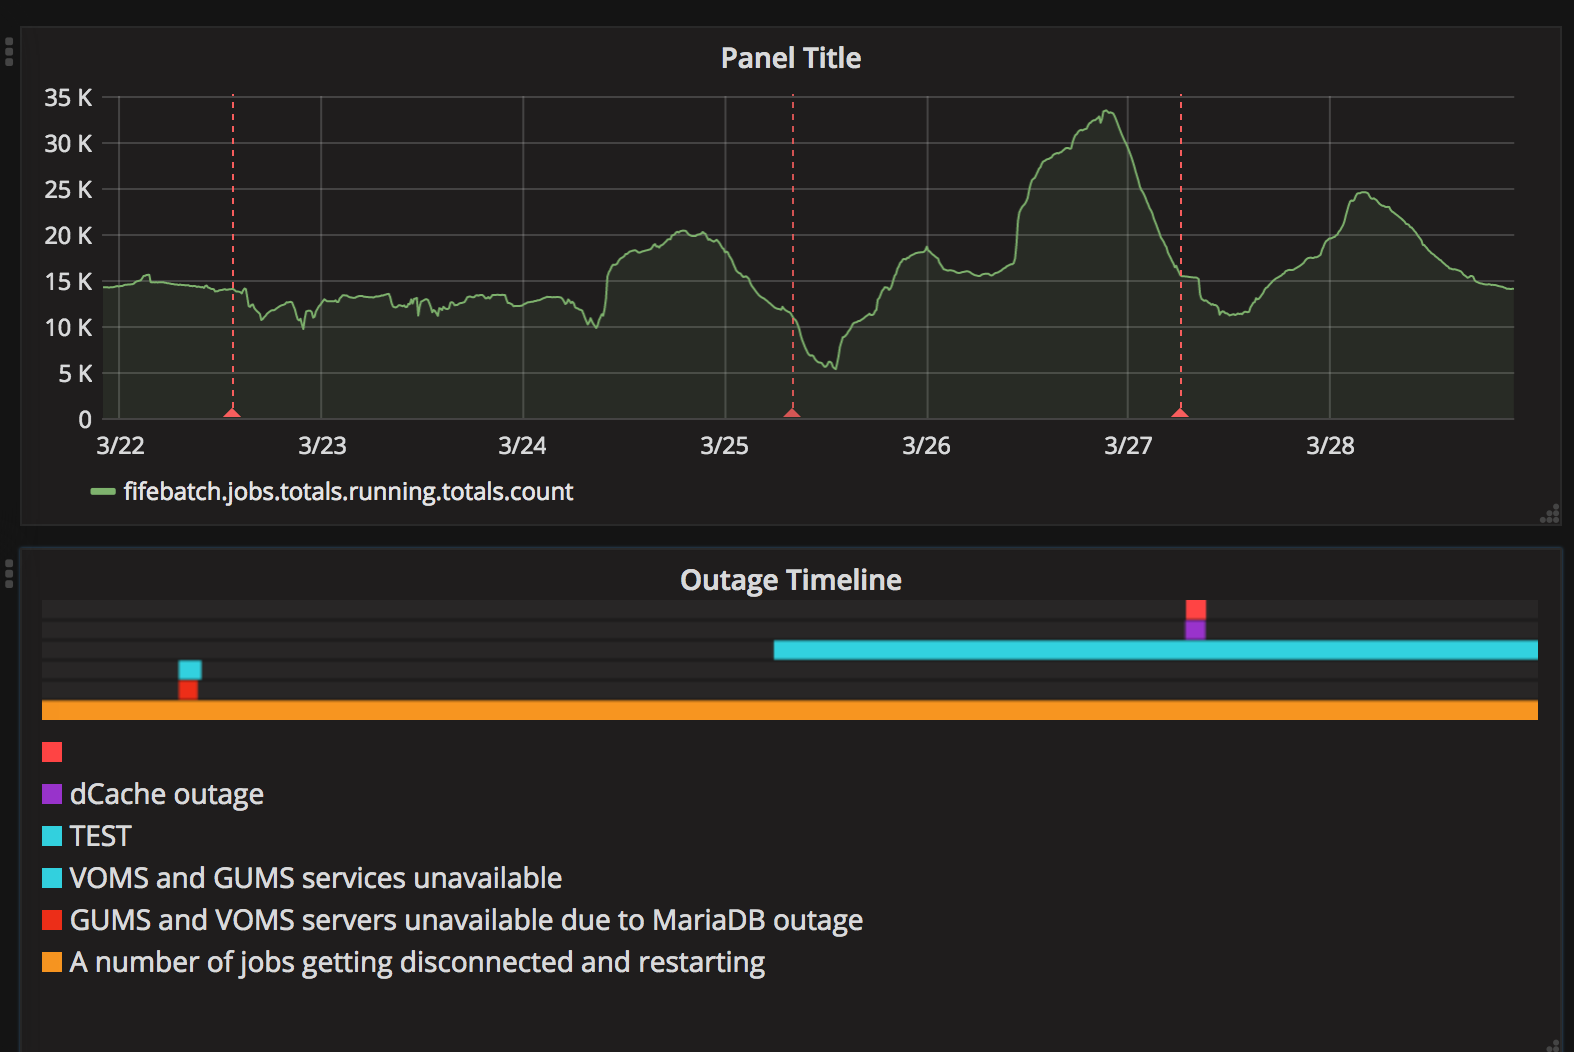 Panel Title
35 K
30 K
25 K
20 K
15 K
10 K
5 K
0
3/22 3/23 3/24 3/25 3/26 3/27 3/28
fifebatch.jobs.totals.running.totals.count
Outage Timeline
dCache outage
TEST
VOMS and GUMS services unavailable
GUMS and VOMS servers unavailable due to MariaDB outage
A number of jobs getting disconnected and restarting